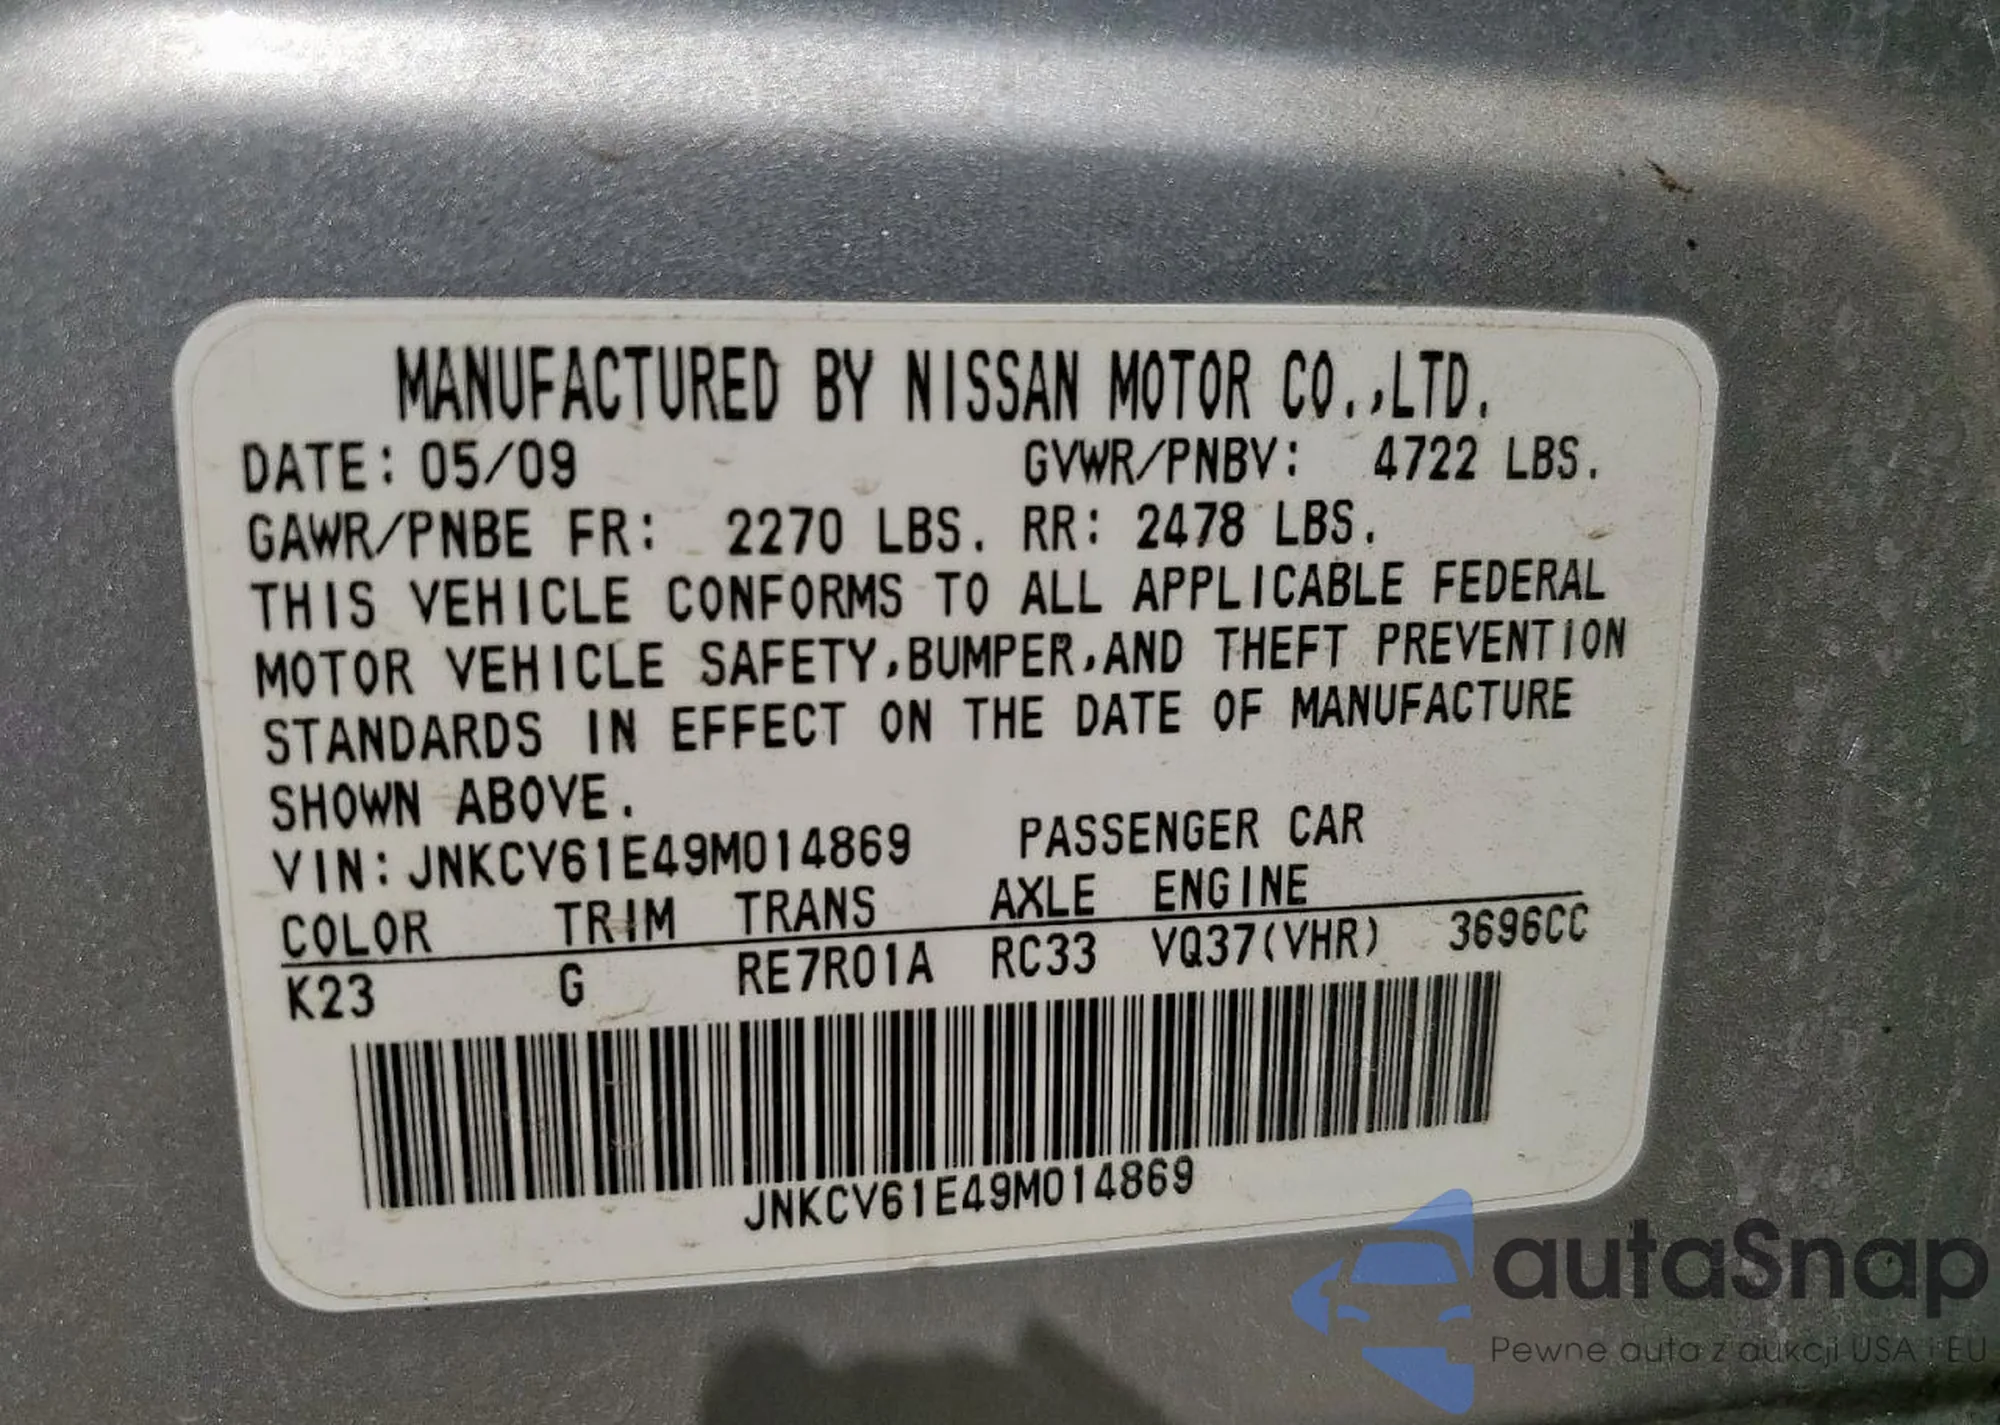 MANUFACTURED BY NISSAN MOTOR CO.,LTD.
DATE: 05/09 GVWR/PNBV: 4722 LBS.
GAWR/PNBE FR: 2270 LBS. RR: 2478 LBS.
THIS VEHICLE CONFORMS TO ALL APPLICABLE FEDERAL
MOTOR VEHICLE SAFETY,BUMPER,AND THEFT PREVENTION
STANDARDS IN EFFECT ON THE DATE OF MANUFACTURE
SHOWN ABOVE.
VIN:JNKCV61E49M014869 PASSENGER CAR
COLOR TRIM TRANS AXLE ENGINE
K23 G RE7R01A RC33 VQ37(VHR) 3696CC
JNKCV61E49M014869
autaSnap
Pewne auta z aukcji USA i EU